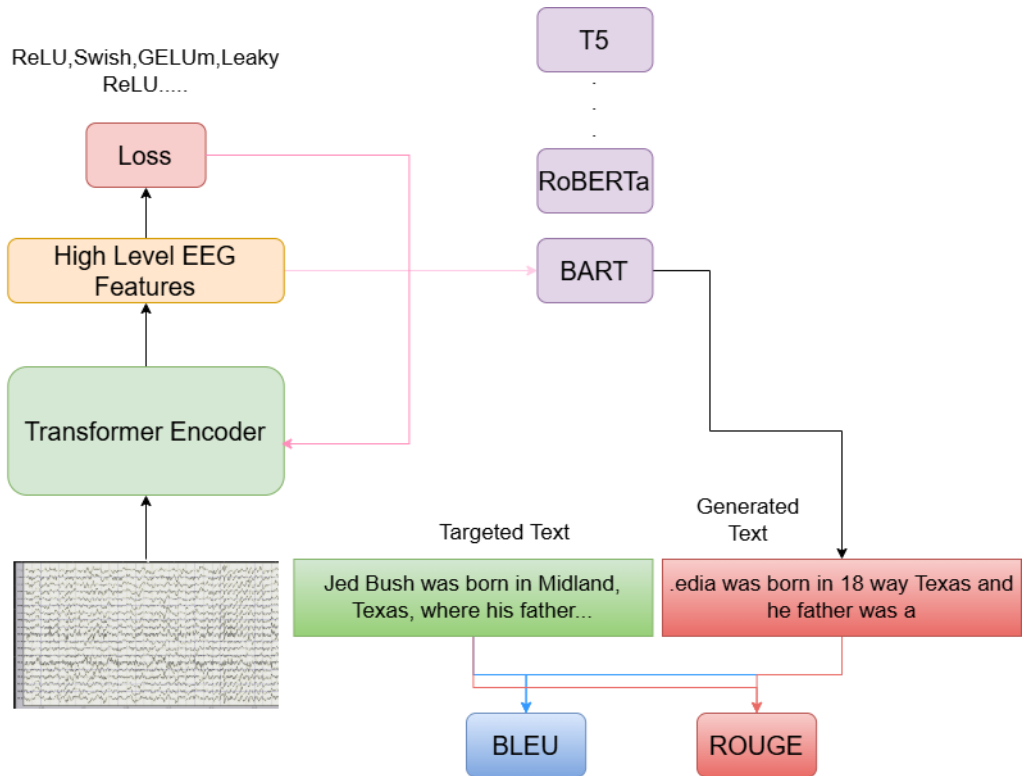 ReLU,Swish,GELUm,Leaky
ReLU.....
Loss
High Level EEG
Features
Transformer Encoder
T5
RoBERTa
BART
Targeted Text
Generated
Text
Jed Bush was born in Midland,
Texas, where his father...
.edia was born in 18 way Texas and
he father was a
BLEU
ROUGE